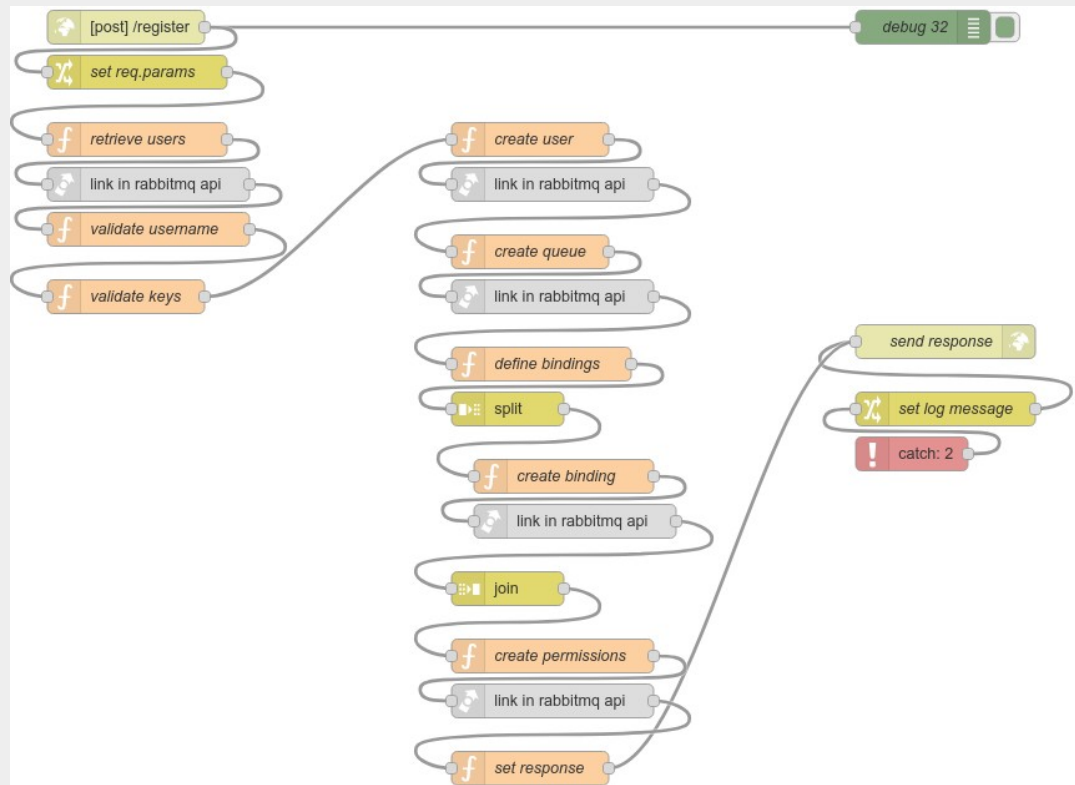 [post] /register
debug 32
set req.params
retrieve users
link in rabbitmq api
validate username
validate keys
create user
link in rabbitmq api
create queue
link in rabbitmq api
define bindings
split
create binding
link in rabbitmq api
join
create permissions
link in rabbitmq api
set response
send response
set log message
catch: 2